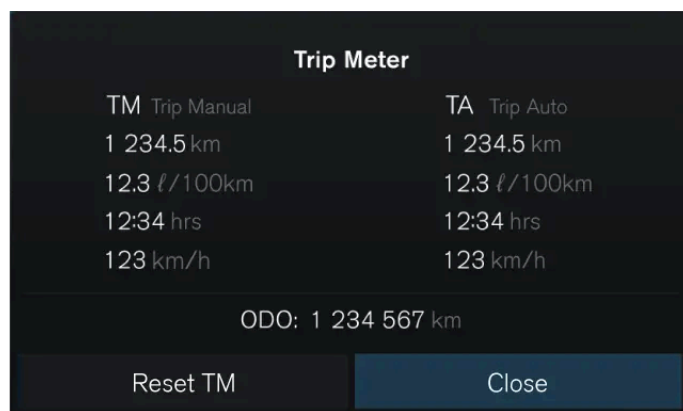 Trip Meter
TM Trip Manual
1 234.5 km
12.3 ℓ/100km
12:34 hrs
123 km/h
TA Trip Auto
1 234.5 km
12.3 ℓ/100km
12:34 hrs
123 km/h
ODO: 1 234 567 km
Reset TM
Close